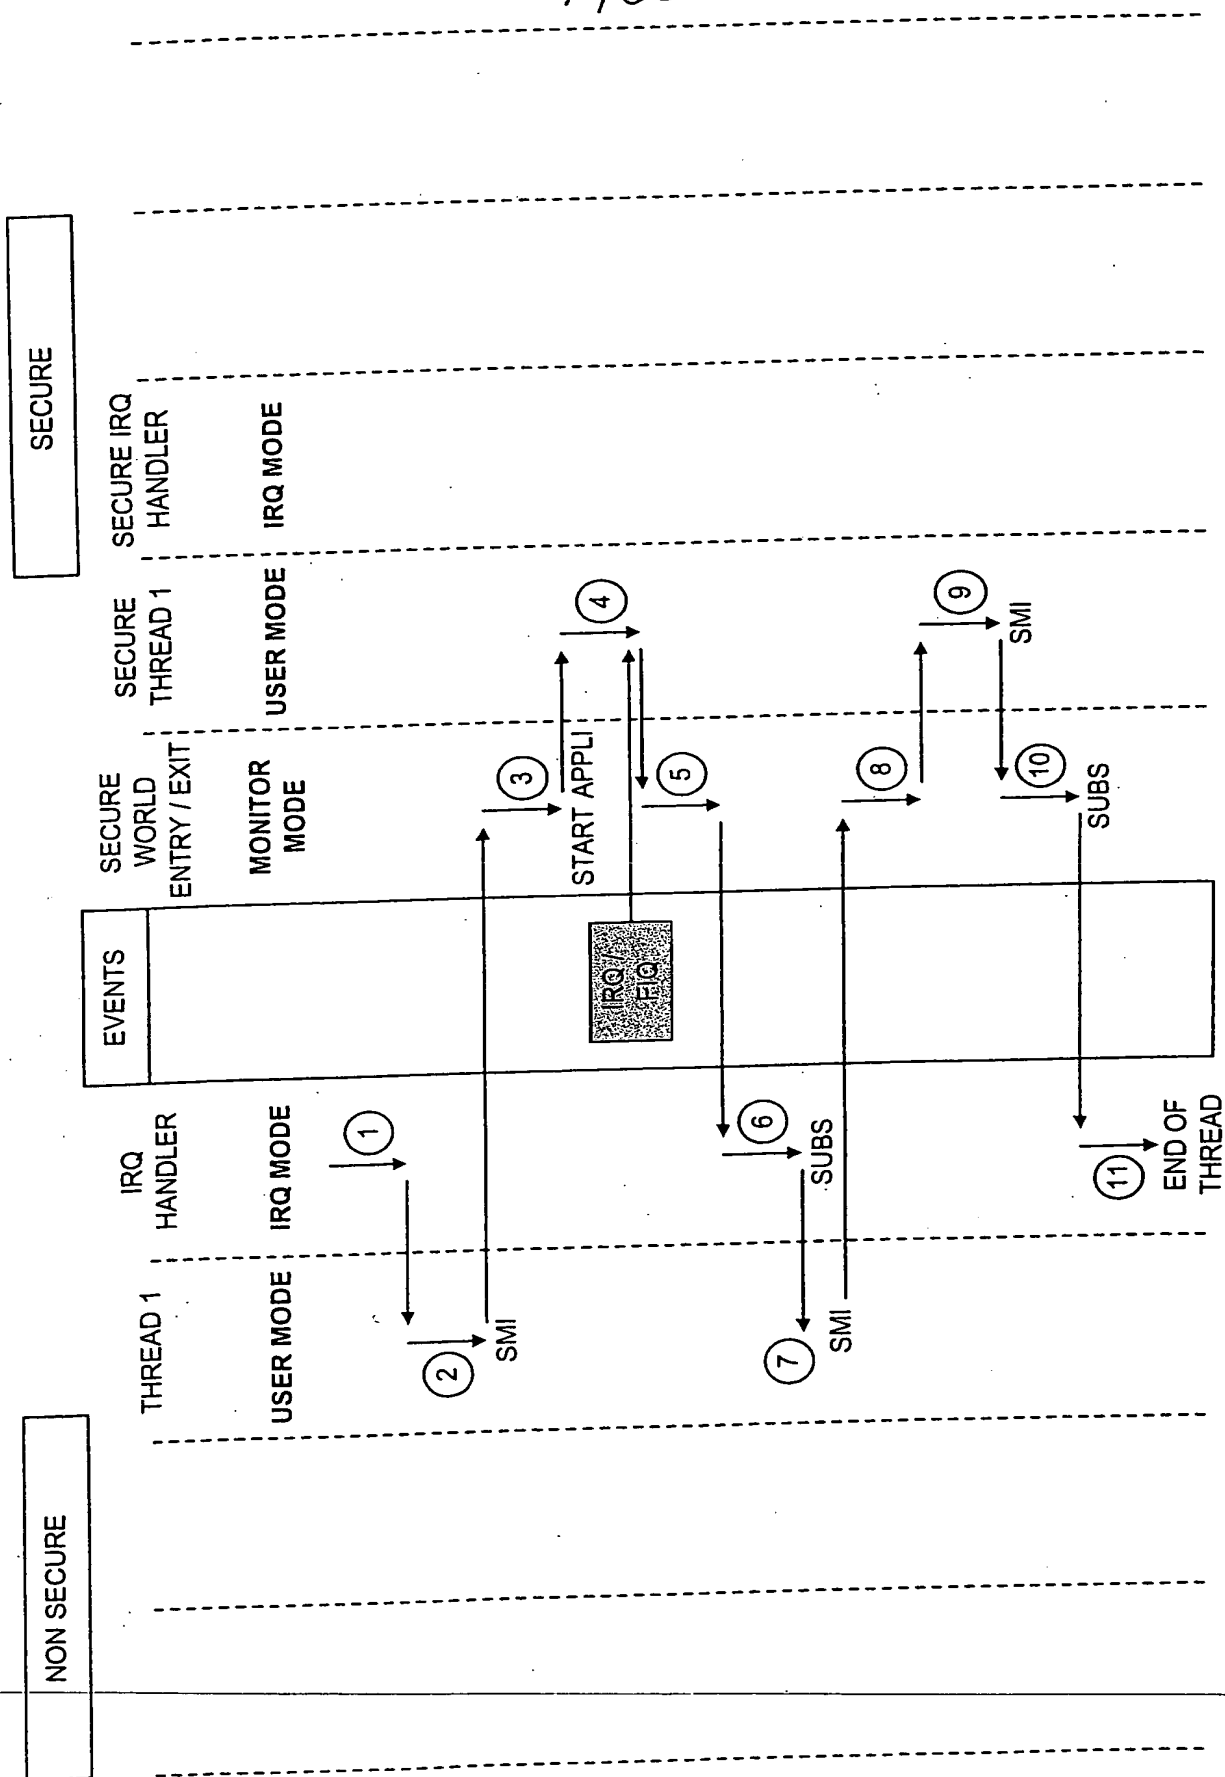 NON SECURE
SECURE
THREAD 1
IRQ
HANDLER
EVENTS
SECURE
WORLD
ENTRY / EXIT
SECURE
THREAD 1
SECURE IRQ
HANDLER
USER MODE
IRQ MODE
MONITOR
MODE
USER MODE
IRQ MODE
1
2
SMI
3
START APPLI
4
IRQ /
FIQ
5
6
SUBS
7
SMI
8
9
SMI
10
SUBS
11
END OF
THREAD